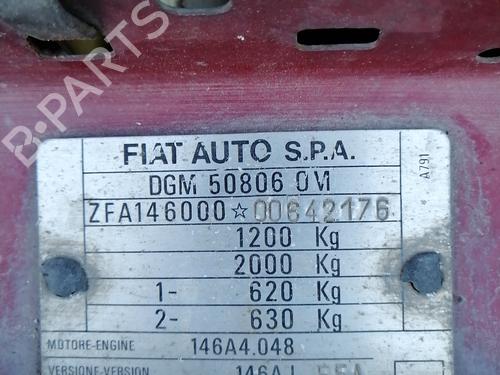 B-PARTS
FIAT AUTO S.P.A.
DGM 50806 OM
ZFA146000☆00642176
1200 Kg
2000 Kg
1- 620 Kg
2- 630 Kg
MOTORE-ENGINE 146A4.048
VERSIONE-VERSION 146A
A791